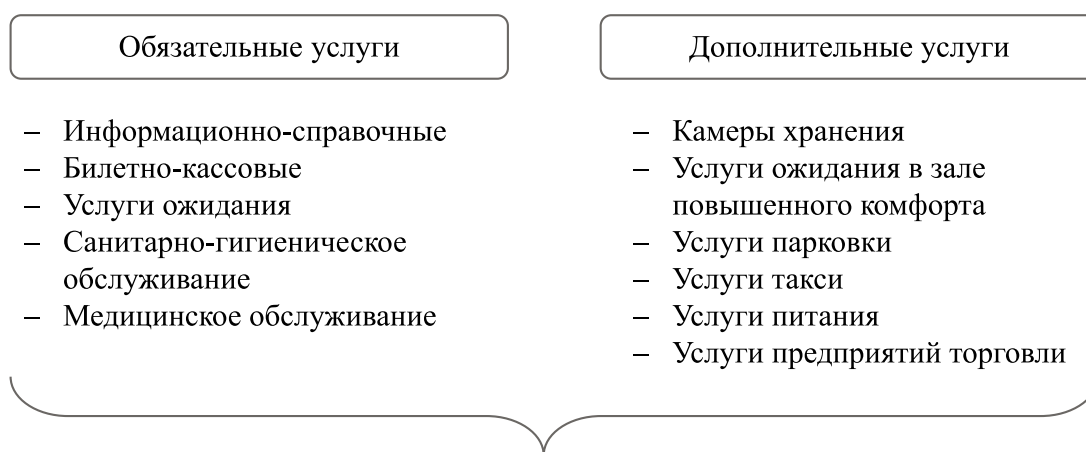 Обязательные услуги
– Информационно-справочные
– Билетно-кассовые
– Услуги ожидания
– Санитарно-гигиеническое
обслуживание
– Медицинское обслуживание
Дополнительные услуги
– Камеры хранения
– Услуги ожидания в зале
повышенного комфорта
– Услуги парковки
– Услуги такси
– Услуги питания
– Услуги предприятий торговли